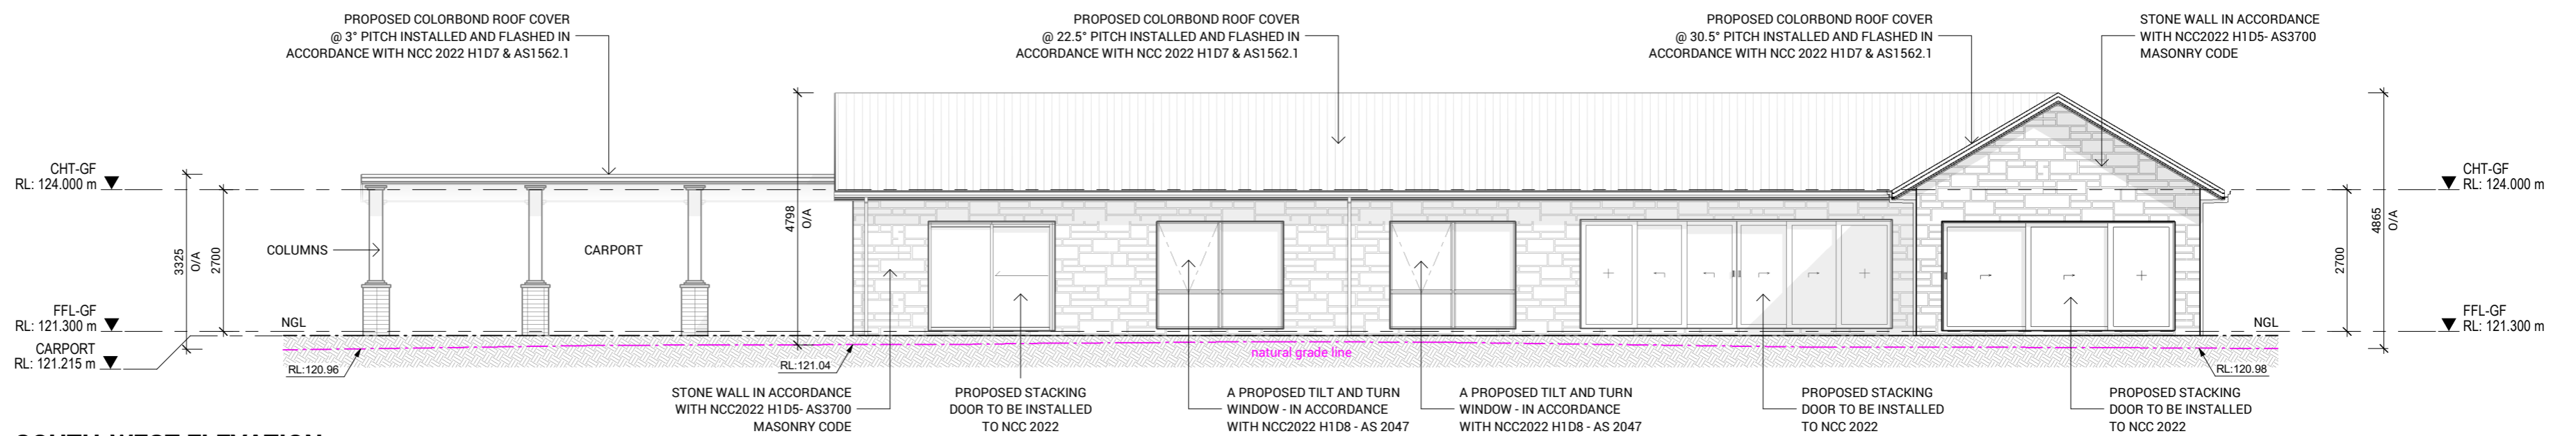 PROPOSED COLORBOND ROOF COVER
@ 3° PITCH INSTALLED AND FLASHED IN
ACCORDANCE WITH NCC 2022 H1D7 & AS1562.1
PROPOSED COLORBOND ROOF COVER
@ 22.5° PITCH INSTALLED AND FLASHED IN
ACCORDANCE WITH NCC 2022 H1D7 & AS1562.1
PROPOSED COLORBOND ROOF COVER
@ 30.5° PITCH INSTALLED AND FLASHED IN
ACCORDANCE WITH NCC 2022 H1D7 & AS1562.1
STONE WALL IN ACCORDANCE
WITH NCC2022 H1D5- AS3700
MASONRY CODE
CHT-GF
RL: 124.000 m
3325
O/A
2700
COLUMNS
CARPORT
4798
O/A
CHT-GF
RL: 124.000 m
4865
O/A
2700
FFL-GF
RL: 121.300 m
NGL
CARPORT
RL: 121.215 m
RL:120.96
RL:121.04
natural grade line
NGL
FFL-GF
RL: 121.300 m
RL:120.98
STONE WALL IN ACCORDANCE
WITH NCC2022 H1D5- AS3700
MASONRY CODE
PROPOSED STACKING
DOOR TO BE INSTALLED
TO NCC 2022
A PROPOSED TILT AND TURN
WINDOW - IN ACCORDANCE
WITH NCC2022 H1D8 - AS 2047
A PROPOSED TILT AND TURN
WINDOW - IN ACCORDANCE
WITH NCC2022 H1D8 - AS 2047
PROPOSED STACKING
DOOR TO BE INSTALLED
TO NCC 2022
PROPOSED STACKING
DOOR TO BE INSTALLED
TO NCC 2022
SOUTH-WEST ELEVATION